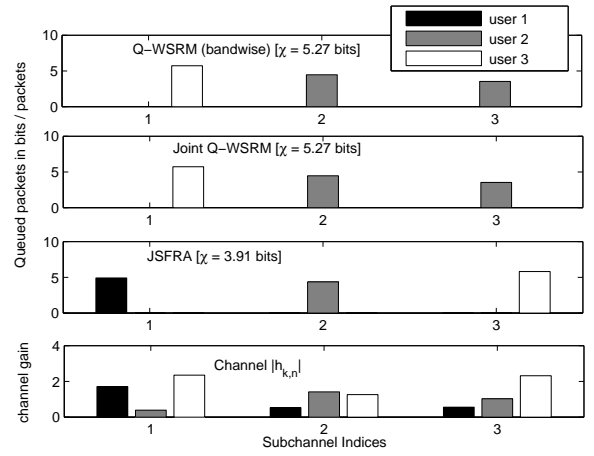 Q-WSRM (bandwise) [χ = 5.27 bits]
user 1
user 2
user 3
10
5
0
1
2
3
Joint Q-WSRM [χ = 5.27 bits]
10
5
0
1
2
3
JSFRA [χ = 3.91 bits]
10
5
0
1
2
3
Queued packets in bits / packets
Channel |h_{k,n}|
4
2
0
1
2
3
channel gain
Subchannel Indices